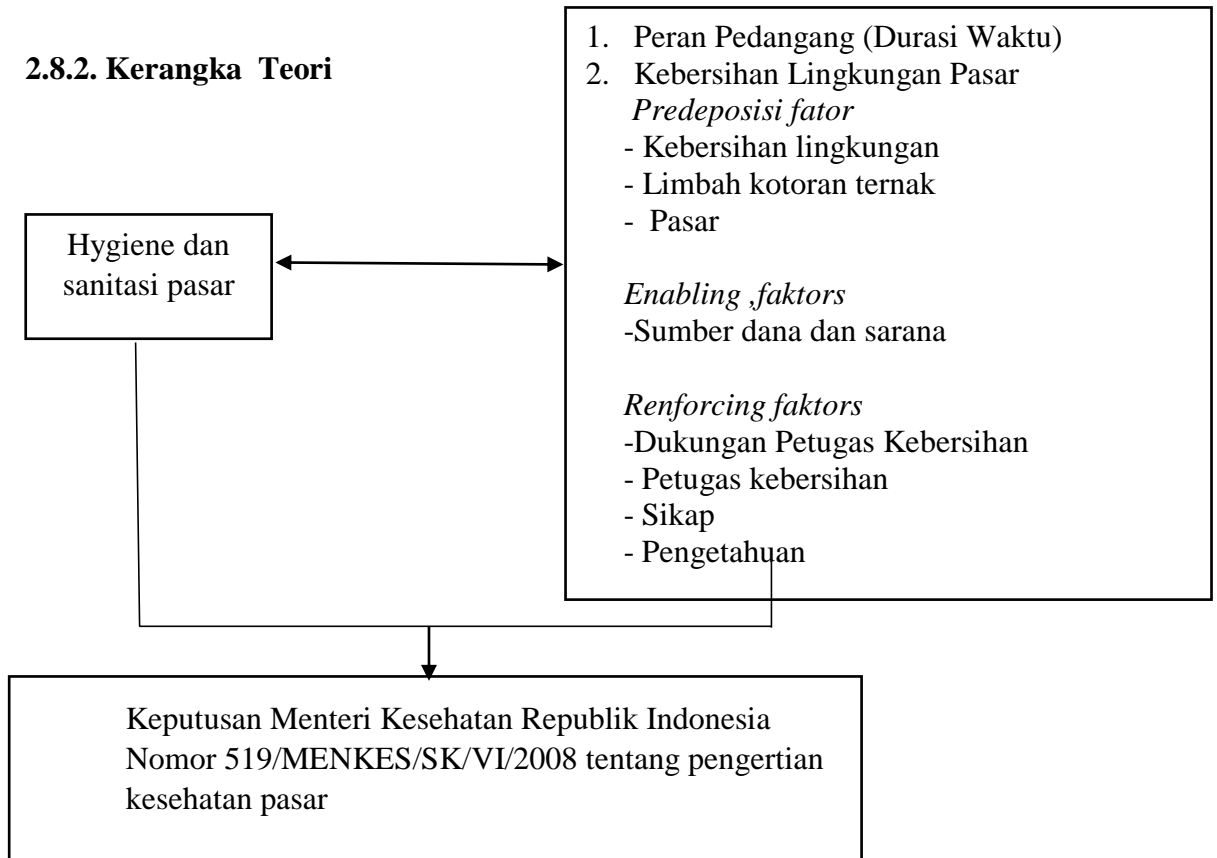 2.8.2. Kerangka Teori
1. Peran Pedangang (Durasi Waktu)
2. Kebersihan Lingkungan Pasar
Predeposisi fator
- Kebersihan lingkungan
- Limbah kotoran ternak
- Pasar
Enabling ,faktors
-Sumber dana dan sarana
Renforcing faktors
-Dukungan Petugas Kebersihan
- Petugas kebersihan
- Sikap
- Pengetahuan
Hygiene dan
sanitasi pasar
Keputusan Menteri Kesehatan Republik Indonesia
Nomor 519/MENKES/SK/VI/2008 tentang pengertian
kesehatan pasar